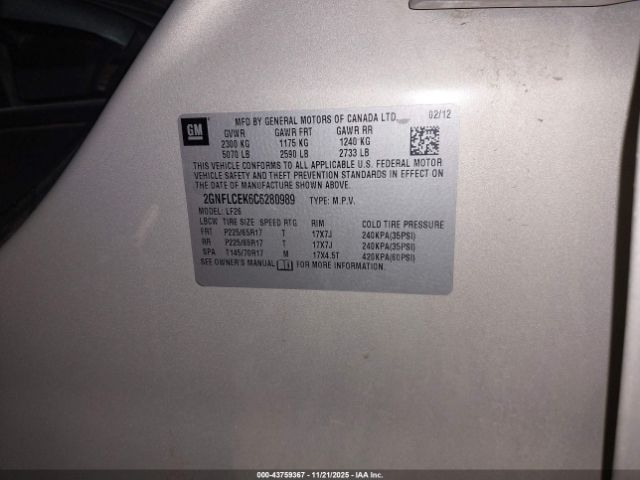 GM
MFD BY GENERAL MOTORS OF CANADA LTD. 02/12
GVWR GAWR FRT GAWR RR
2300 KG 1175 KG 1240 KG
5070 LB 2590 LB 2733 LB
THIS VEHICLE CONFORMS TO ALL APPLICABLE U.S. FEDERAL MOTOR
VEHICLE SAFETY AND THEFT PREVENTION STANDARDS IN EFFECT ON
THE DATE OF MANUFACTURE SHOWN ABOVE.
2GNFLCEK6C6280989 TYPE: M.P.V.
MODEL: LF26
LBCW TIRE SIZE SPEED RTG RIM COLD TIRE PRESSURE
FRT P225/65R17 T 17X7J 240KPA(35PSI)
RR P225/65R17 T 17X7J 240KPA(35PSI)
SPA T145/70R17 M 17X4.5T 420KPA(60PSI)
SEE OWNER'S MANUAL FOR MORE INFORMATION.
000-43759367 - 11/21/2025 - IAA Inc.